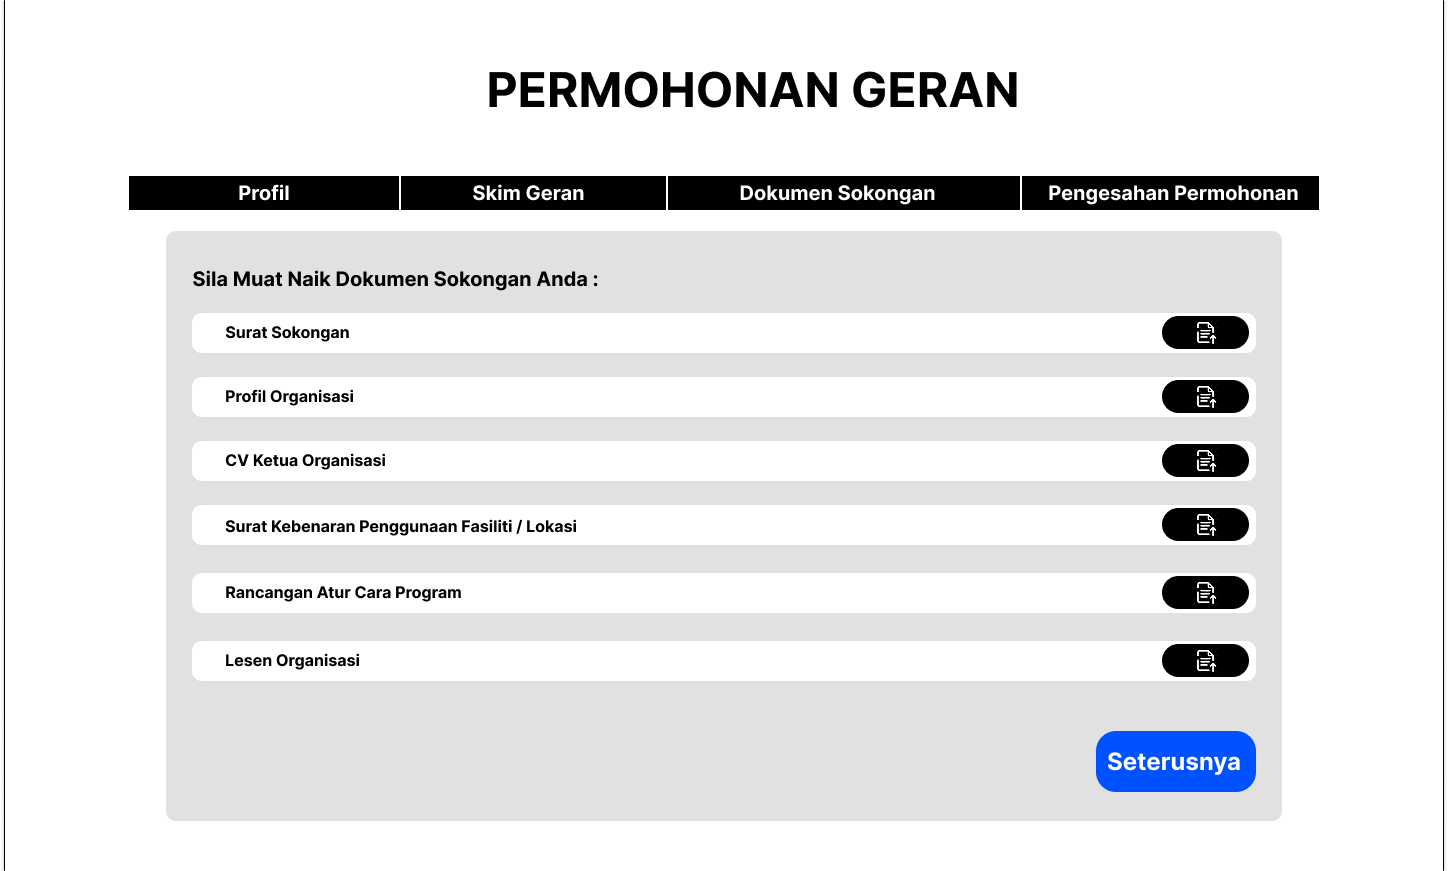 PERMOHONAN GERAN
Profil
Skim Geran
Dokumen Sokongan
Pengesahan Permohonan
Sila Muat Naik Dokumen Sokongan Anda :
Surat Sokongan
Profil Organisasi
CV Ketua Organisasi
Surat Kebenaran Penggunaan Fasiliti / Lokasi
Rancangan Atur Cara Program
Lesen Organisasi
Seterusnya